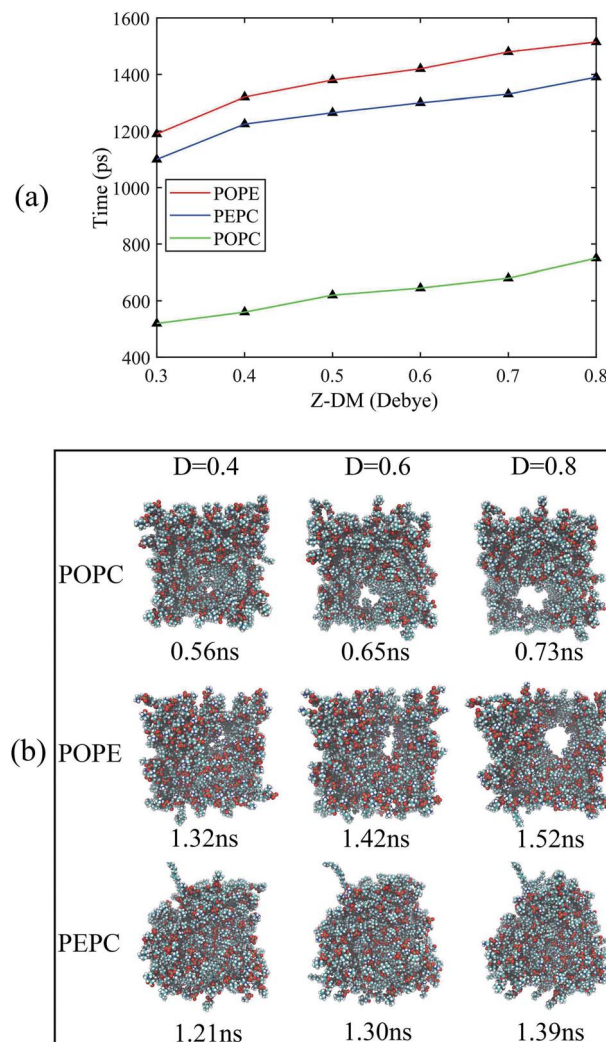 (a)
1600
1400
1200
1000
800
600
400
Time (ps)
POPE
PEPC
POPC
0.3 0.4 0.5 0.6 0.7 0.8
Z-DM (Debye)
(b)
D=0.4 D=0.6 D=0.8
POPC
0.56ns 0.65ns 0.73ns
POPE
1.32ns 1.42ns 1.52ns
PEPC
1.21ns 1.30ns 1.39ns